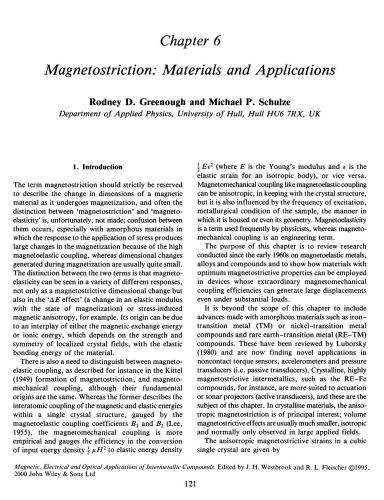 Chapter 6
Magnetostriction: Materials and Applications
Rodney D. Greenough and Michael P. Schulze
Department of Applied Physics, University of Hull, Hull HU6 7RX, UK
1. Introduction
The term magnetostriction should strictly be reserved
to describe the change in dimensions of a magnetic
material as it undergoes magnetization, and often the
distinction between 'magnetostriction' and 'magneto-
elasticity' is, unfortunately, not made; confusion between
them occurs, especially with amorphous materials in
which the response to the application of stress produces
large changes in the magnetization because of the high
magnetoelastic coupling, whereas dimensional changes
generated during magnetization are usually quite small.
The distinction between the two terms is that magneto-
elasticity can be seen in a variety of different responses,
not only as a magnetostrictive dimensional change but
also in the 'ΔE effect' (a change in an elastic modulus
with the state of magnetization) or stress-induced
magnetic anisotropy, for example. Its origin can be due
to an interplay of either the magnetic exchange energy
or ionic energy, which depends on the strength and
symmetry of localized crystal fields, with the elastic
bonding energy of the material.
There is also a need to distinguish between magneto-
elastic coupling, as described for instance in the Kittel
(1949) formation of magnetostriction, and magneto-
mechanical coupling, although their fundamental
origins are the same. Whereas the former describes the
interatomic coupling of the magnetic and elastic energies
within a single crystal structure, gauged by the
magnetoelastic coupling coefficients B₁ and B₂ (Lee,
1955), the magnetomechanical coupling is more
empirical and gauges the efficiency in the conversion
of input energy density ½ μH² to elastic energy density
½ Eε² (where E is the Young's modulus and ε is the
elastic strain for an isotropic body), or vice versa.
Magnetomechanical coupling like magnetoelastic coupling
can be anisotropic, in keeping with the crystal structure,
but it is also influenced by the frequency of excitation,
metallurgical condition of the sample, the manner in
which it is housed or even its geometry. Magnetoelasticity
is a term used frequently by physicists, whereas magneto-
mechanical coupling is an engineering term.
The purpose of this chapter is to review research
conducted since the early 1960s on magnetoelastic metals,
alloys and compounds and to show how materials with
optimum magnetostrictive properties can be employed
in devices whose extraordinary magnetomechanical
coupling efficiencies can generate large displacements
even under substantial loads.
It is beyond the scope of this chapter to include
advances made with amorphous materials such as iron–
transition metal (TM) or nickel–transition metal
compounds and rare earth–transition metal (RE–TM)
compounds. These have been reviewed by Luborsky
(1980) and are now finding novel applications in
noncontact torque sensors, accelerometers and pressure
transducers (i.e. passive transducers). Crystalline, highly
magnetostrictive intermetallics, such as the RE–Fe
compounds, for instance, are more suited to actuation
or sonar projectors (active transducers), and these are the
subject of this chapter. In crystalline materials, the aniso-
tropic magnetostriction is of principal interest; volume
magnetostrictive effects are usually much smaller, isotropic
and normally only observed in large applied fields.
The anisotropic magnetostrictive strains in a cubic
single crystal are given by
Magnetic, Electrical and Optical Applications of Intermetallic Compounds. Edited by J. H. Westbrook and R. L. Fleischer ©1995,
2000 John Wiley & Sons Ltd
121